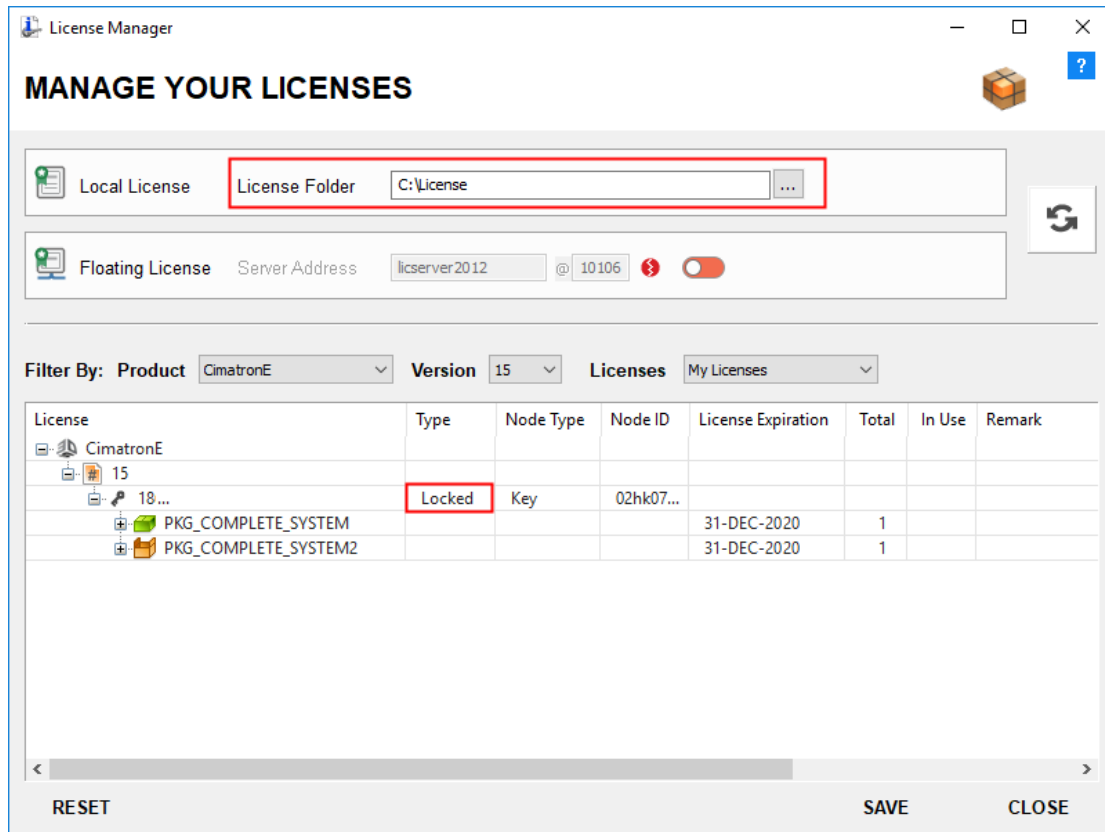 License Manager
?
MANAGE YOUR LICENSES
Local License License Folder C:\License ...
Floating License Server Address licserver2012 @ 10106
Filter By: Product CimatronE Version 15 Licenses My Licenses
License Type Node Type Node ID License Expiration Total In Use Remark
CimatronE
# 15
18... Locked Key 02hk07...
PKG_COMPLETE_SYSTEM 31-DEC-2020 1
PKG_COMPLETE_SYSTEM2 31-DEC-2020 1
RESET SAVE CLOSE